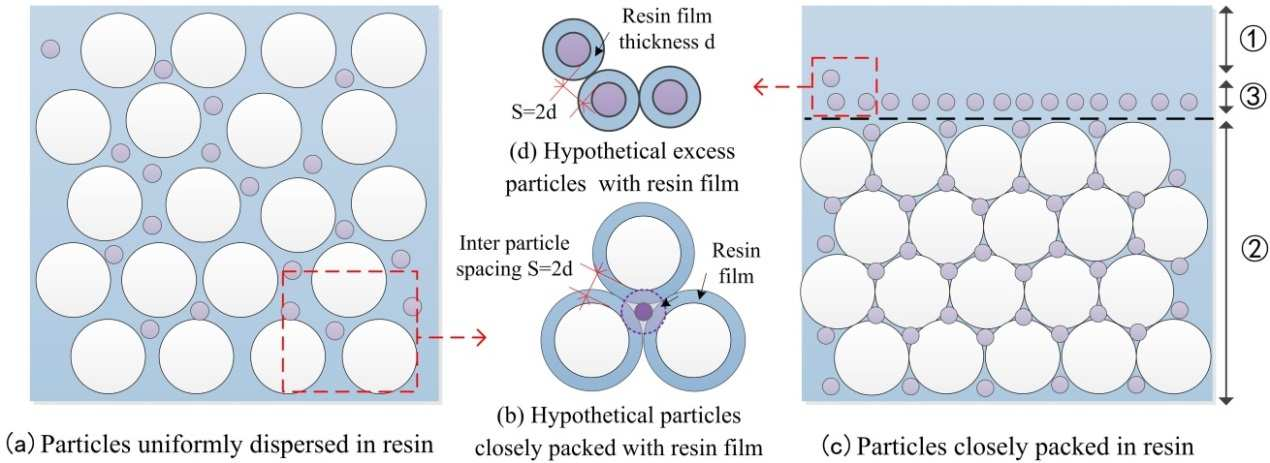 Resin film
thickness d
S=2d
(d) Hypothetical excess
particles with resin film
Inter particle
spacing S=2d
Resin
film
(b) Hypothetical particles
closely packed with resin film
①
③
②
(a) Particles uniformly dispersed in resin
(c) Particles closely packed in resin